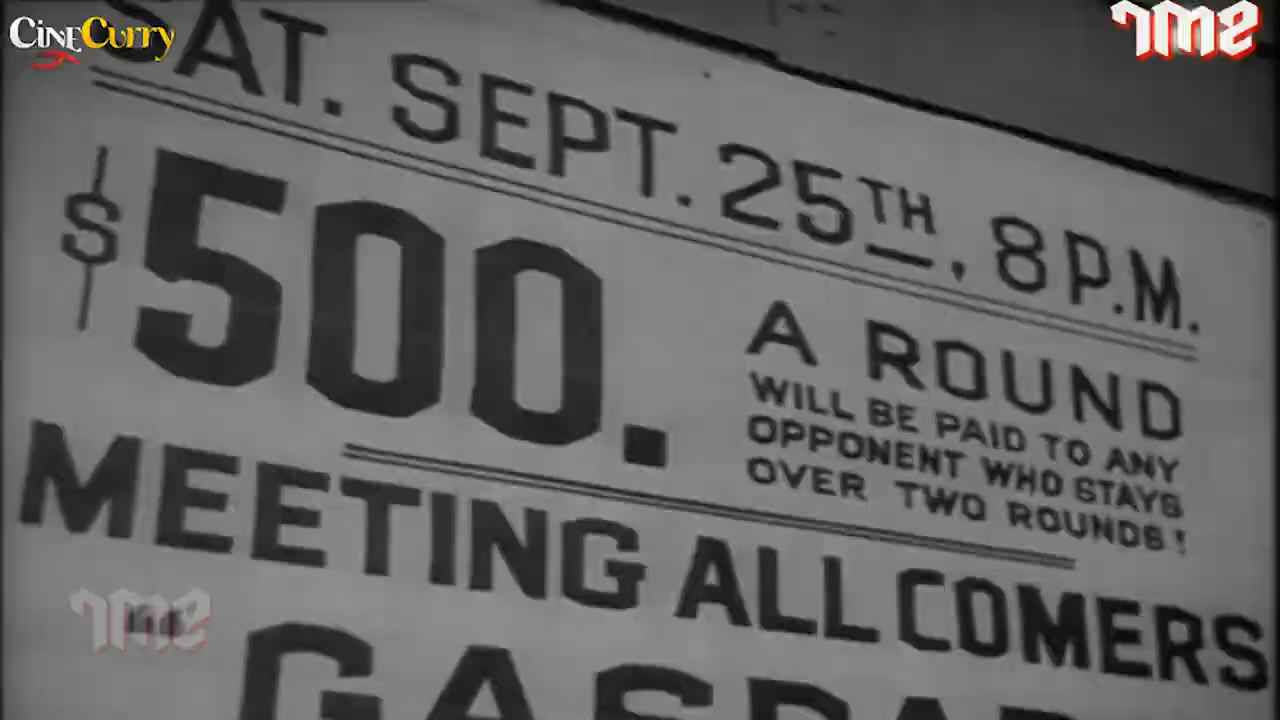 CINECURRY
SAT. SEPT. 25TH, 8 P.M.
$500.
A ROUND
WILL BE PAID TO ANY
OPPONENT WHO STAYS
OVER TWO ROUNDS!
MEETING ALL COMERS